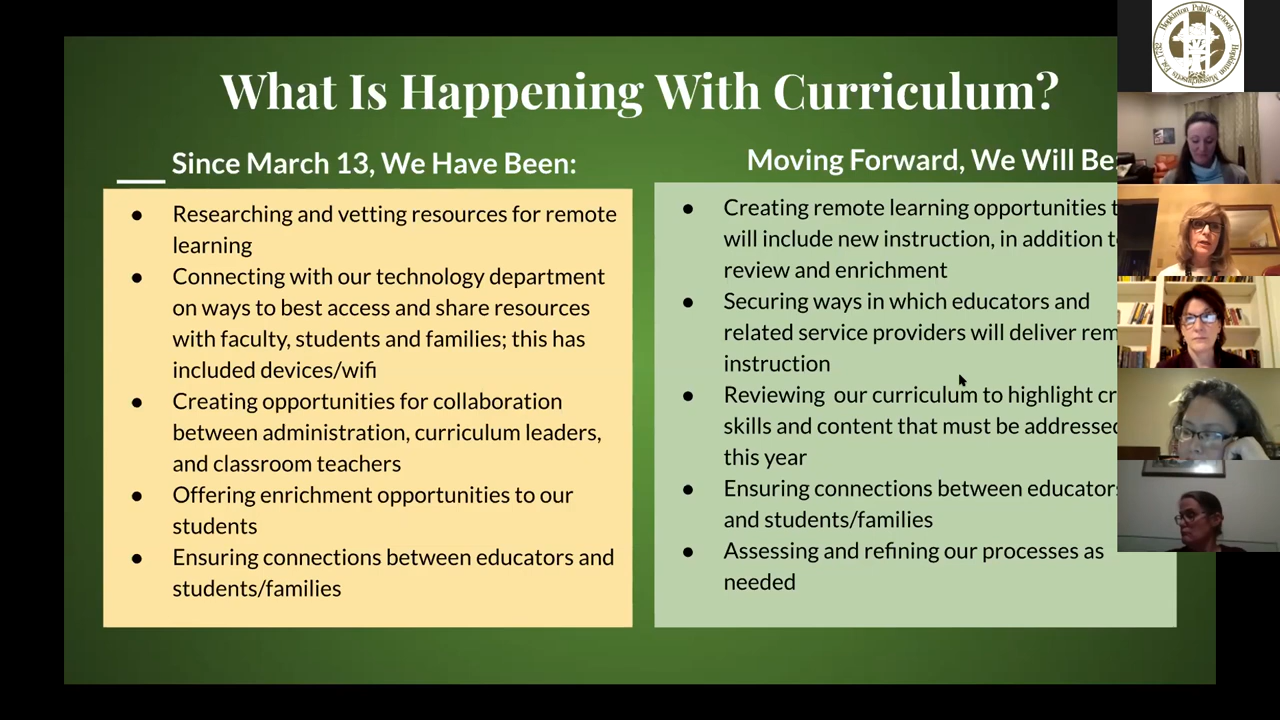 What Is Happening With Curriculum?
Since March 13, We Have Been:
● Researching and vetting resources for remote
learning
● Connecting with our technology department
on ways to best access and share resources
with faculty, students and families; this has
included devices/wifi
● Creating opportunities for collaboration
between administration, curriculum leaders,
and classroom teachers
● Offering enrichment opportunities to our
students
● Ensuring connections between educators and
students/families
Moving Forward, We Will Be
● Creating remote learning opportunities
will include new instruction, in addition
review and enrichment
● Securing ways in which educators and
related service providers will deliver
instruction
● Reviewing our curriculum to highlight
skills and content that must be addressed
this year
● Ensuring connections between educators
and students/families
● Assessing and refining our processes as
needed
Hopkinton Public Schools
Hopkinton, Massachusetts